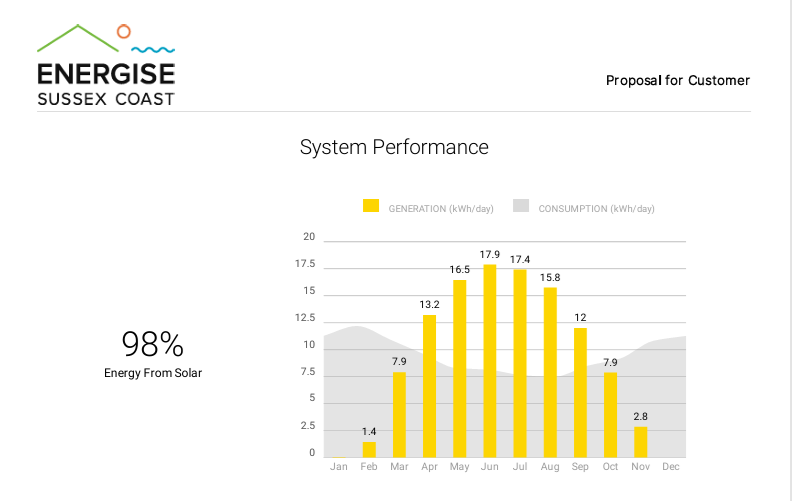 ENERGISE
SUSSEX COAST
Proposal for Customer
System Performance
GENERATION (kWh/day) CONSUMPTION (kWh/day)
20
17.5
15
12.5
10
7.5
5
2.5
0
1.4
7.9
13.2
16.5
17.9
17.4
15.8
12
7.9
2.8
Jan Feb Mar Apr May Jun Jul Aug Sep Oct Nov Dec
98%
Energy From Solar